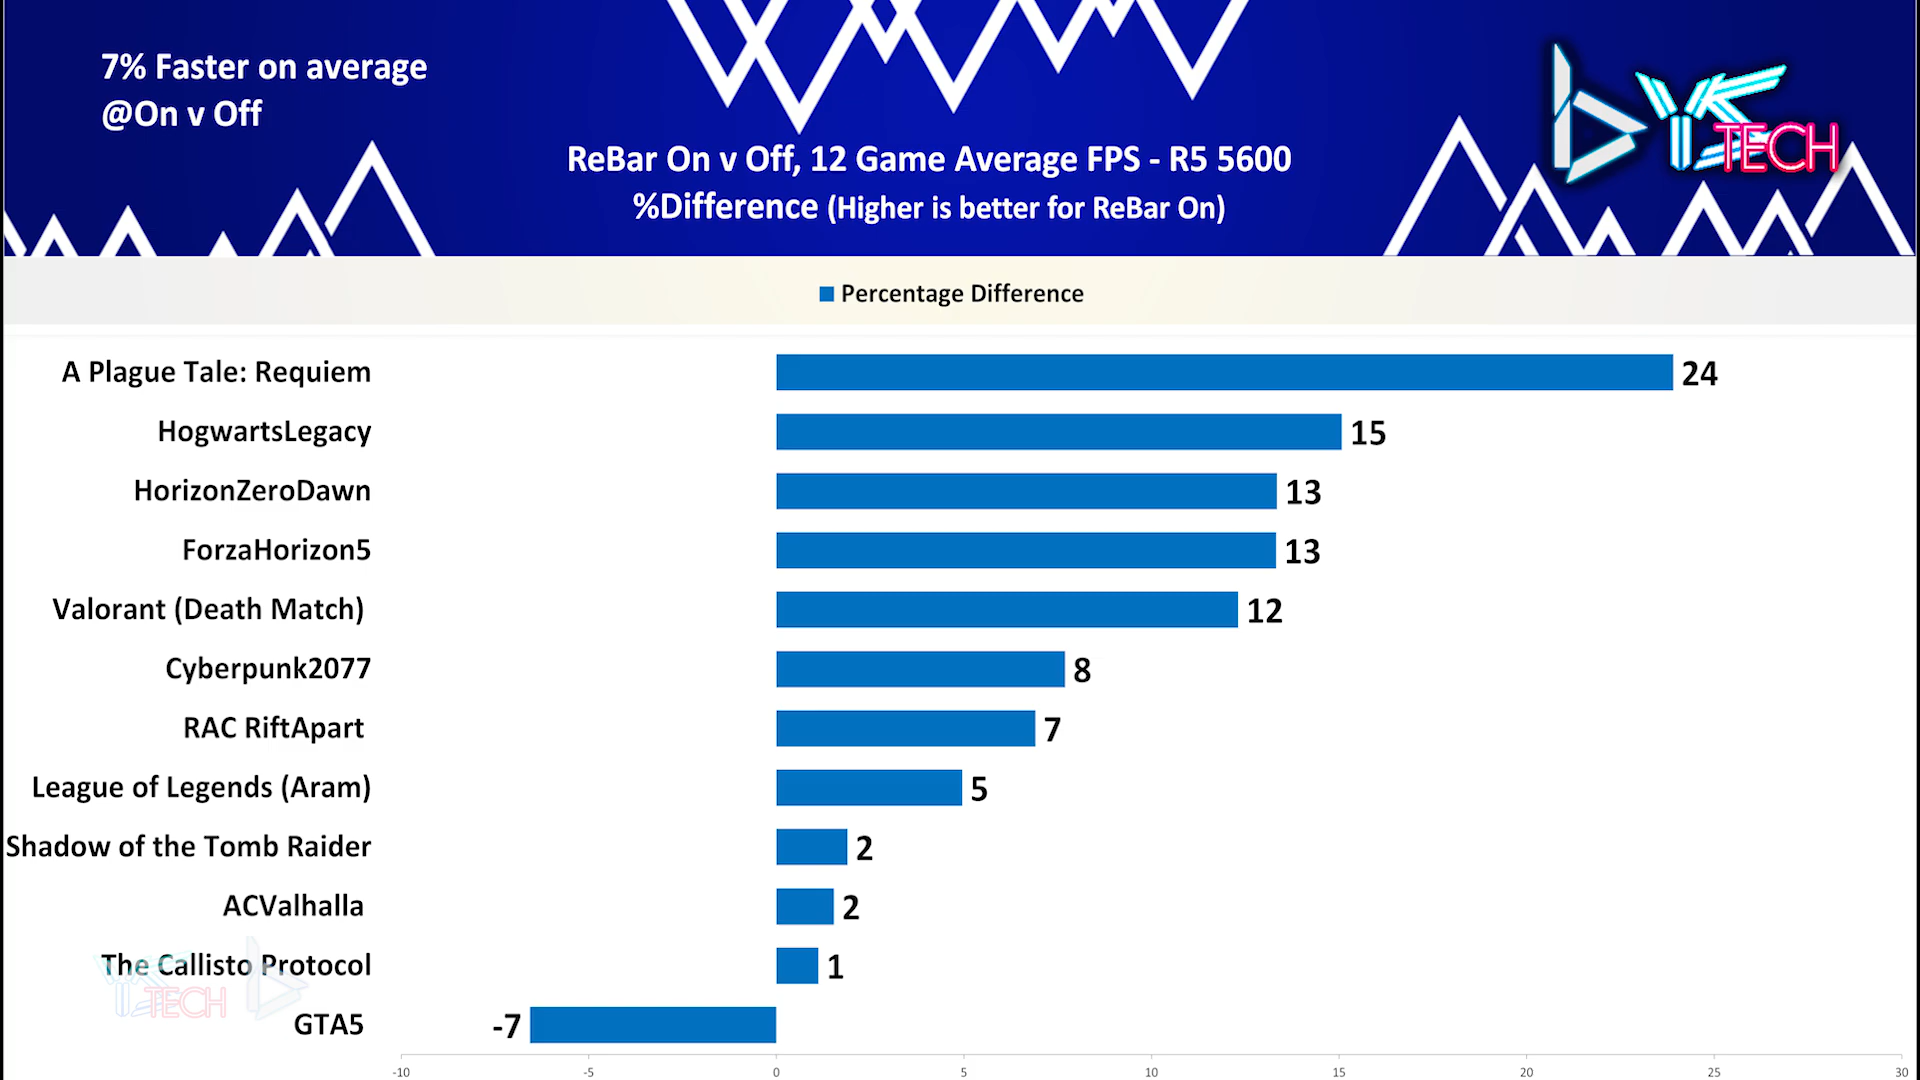 7% Faster on average
@On v Off
ReBar On v Off, 12 Game Average FPS - R5 5600
%Difference (Higher is better for ReBar On)
TECH
Percentage Difference
A Plague Tale: Requiem 24
HogwartsLegacy 15
HorizonZeroDawn 13
ForzaHorizon5 13
Valorant (Death Match) 12
Cyberpunk2077 8
RAC RiftApart 7
League of Legends (Aram) 5
Shadow of the Tomb Raider 2
ACValhalla 2
The Callisto Protocol 1
TECH
GTA5 -7
-10 -5 0 5 10 15 20 25 30